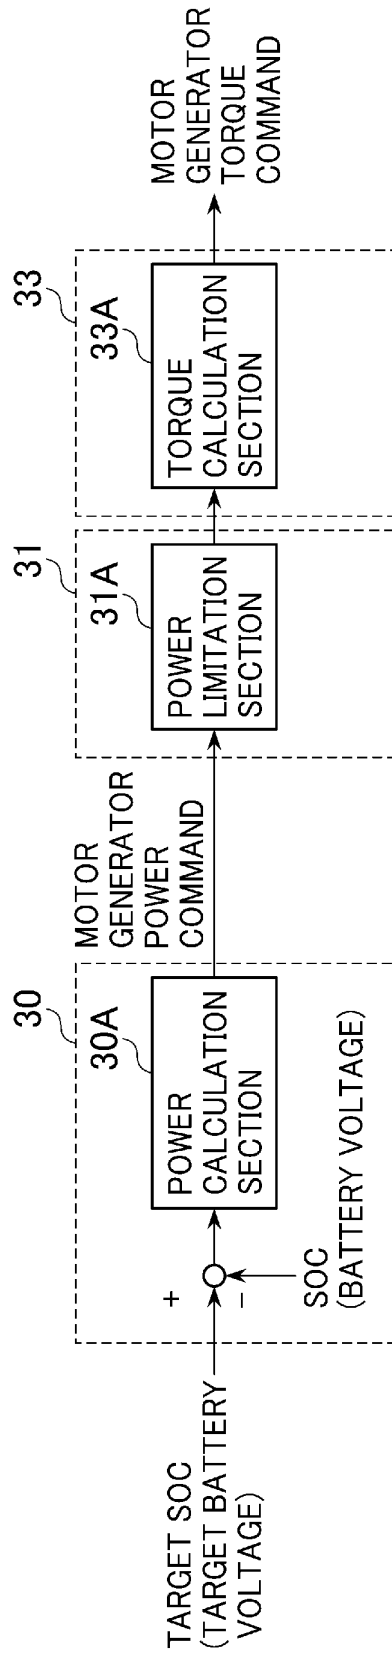 TARGET SOC
(TARGET BATTERY
VOLTAGE)
30
30A
+
−
SOC
(BATTERY VOLTAGE)
POWER
CALCULATION
SECTION
MOTOR
GENERATOR
POWER
COMMAND
31
31A
POWER
LIMITATION
SECTION
33
33A
TORQUE
CALCULATION
SECTION
MOTOR
GENERATOR
TORQUE
COMMAND